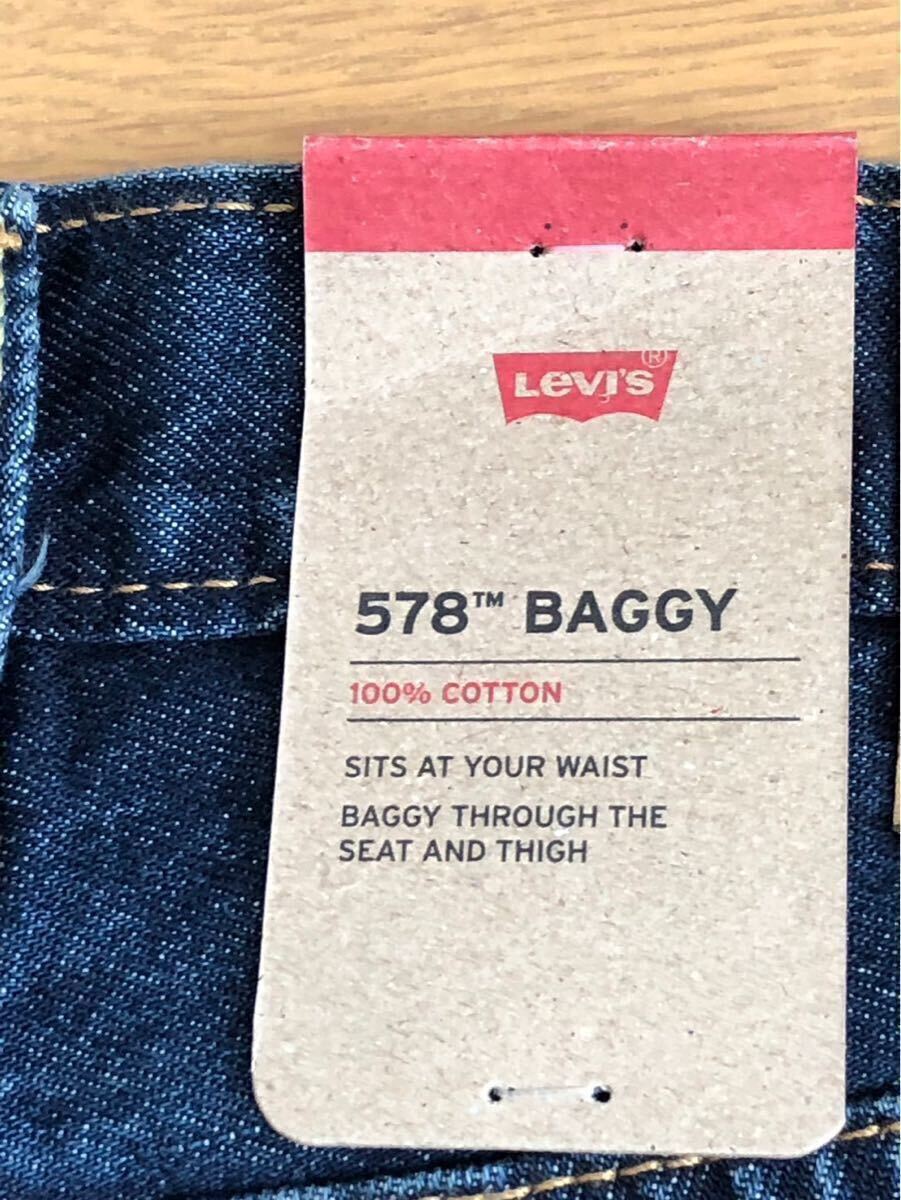 LEVI'S®
578™ BAGGY
100% COTTON
SITS AT YOUR WAIST
BAGGY THROUGH THE
SEAT AND THIGH